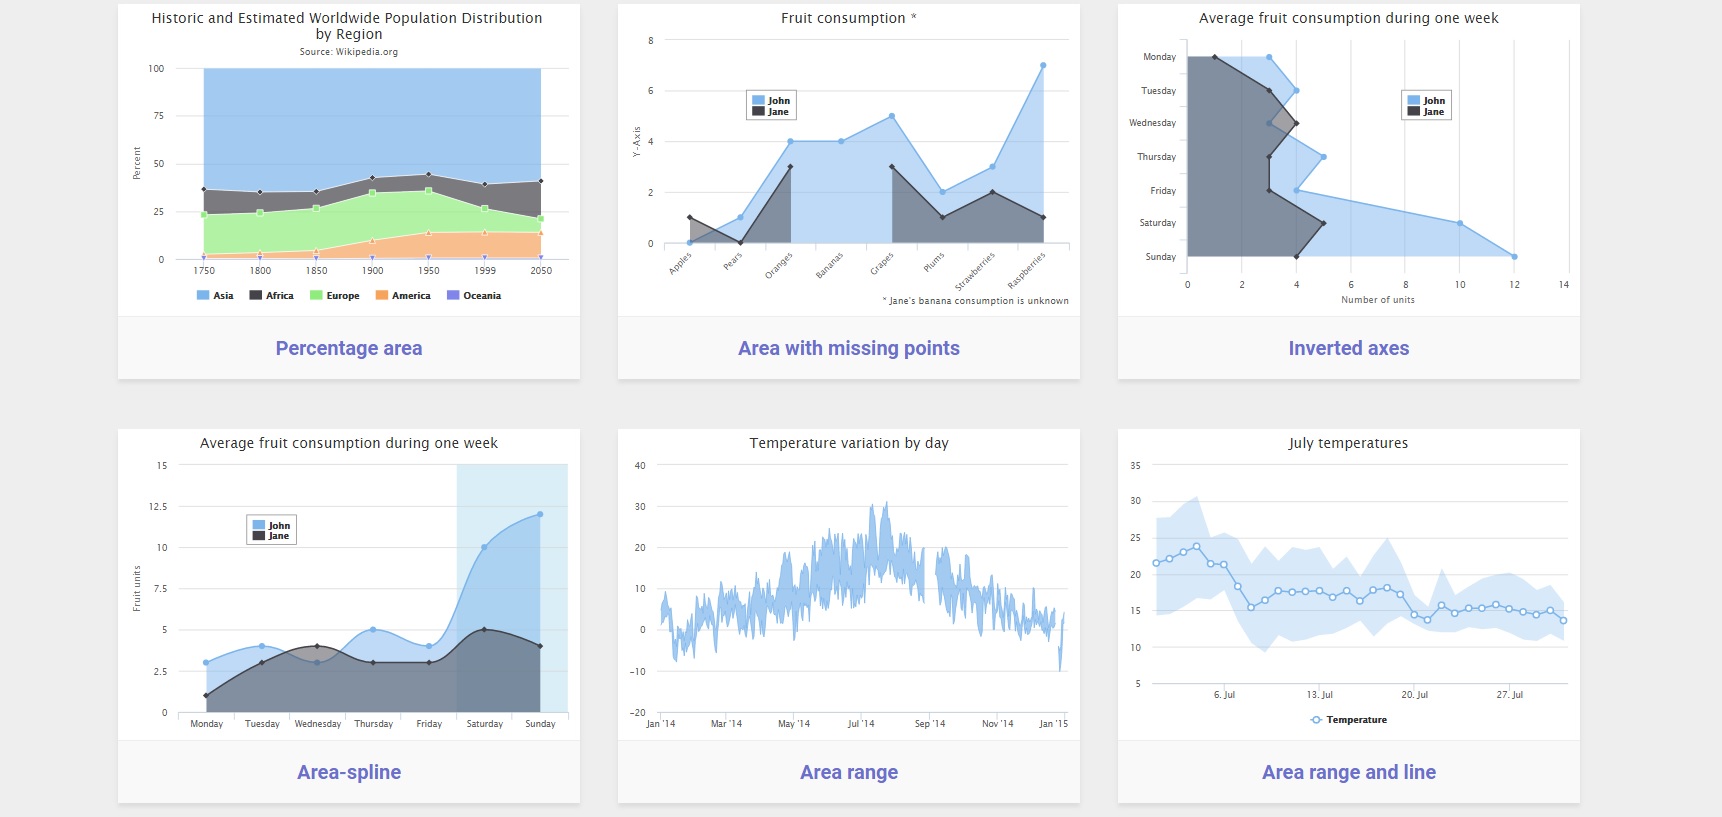 Historic and Estimated Worldwide Population Distribution
by Region
Source: Wikipedia.org
Percent
100
75
50
25
0
1750 1800 1850 1900 1950 1999 2050
Asia Africa Europe America Oceania
Percentage area
Fruit consumption *
Y-Axis
8
6
4
2
0
John
Jane
Apples Pears Oranges Bananas Grapes Plums Strawberries Raspberries
* Jane's banana consumption is unknown
Area with missing points
Average fruit consumption during one week
Monday
Tuesday
Wednesday
Thursday
Friday
Saturday
Sunday
John
Jane
0 2 4 6 8 10 12 14
Number of units
Inverted axes
Average fruit consumption during one week
Fruit units
15
12.5
10
7.5
5
2.5
0
John
Jane
Monday Tuesday Wednesday Thursday Friday Saturday Sunday
Area-spline
Temperature variation by day
40
30
20
10
0
-10
-20
Jan '14 Mar '14 May '14 Jul '14 Sep '14 Nov '14 Jan '15
Area range
July temperatures
35
30
25
20
15
10
5
6. Jul 13. Jul 20. Jul 27. Jul
Temperature
Area range and line